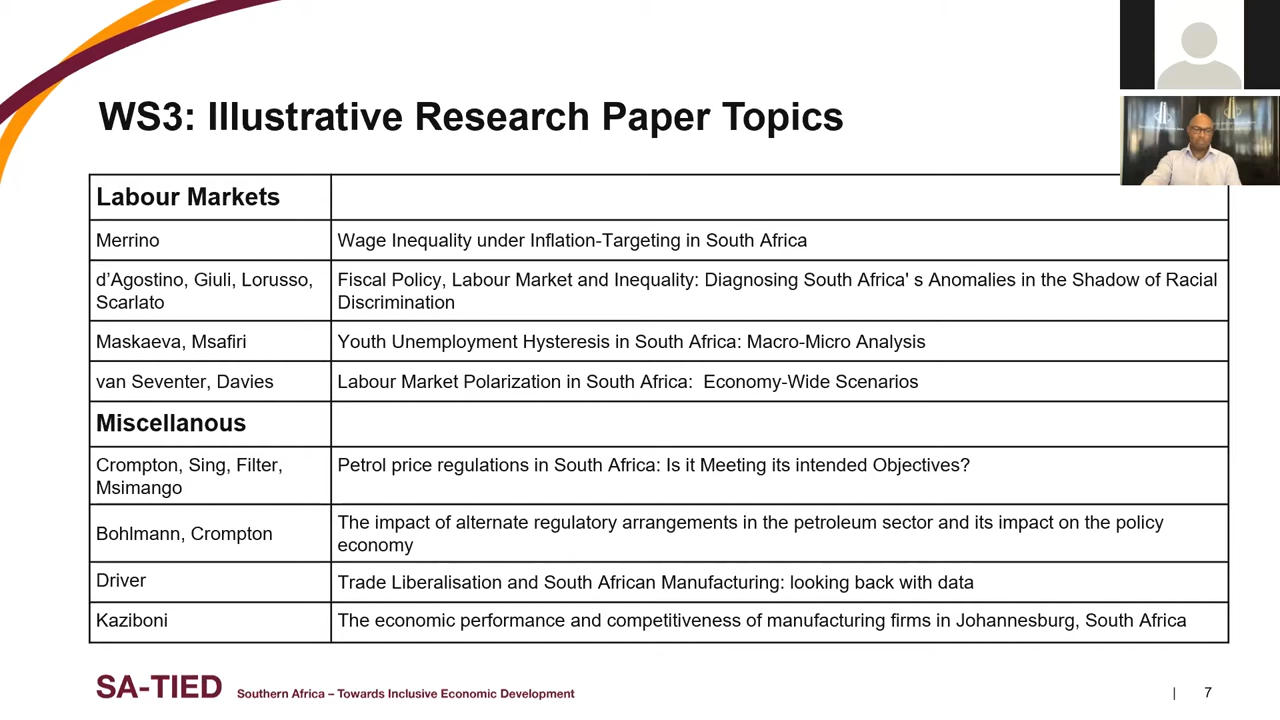 WS3: Illustrative Research Paper Topics
Labour Markets
Merrino
Wage Inequality under Inflation-Targeting in South Africa
d’Agostino, Giuli, Lorusso,
Scarlato
Fiscal Policy, Labour Market and Inequality: Diagnosing South Africa' s Anomalies in the Shadow of Racial
Discrimination
Maskaeva, Msafiri
Youth Unemployment Hysteresis in South Africa: Macro-Micro Analysis
van Seventer, Davies
Labour Market Polarization in South Africa:  Economy-Wide Scenarios
Miscellanous
Crompton, Sing, Filter,
Msimango
Petrol price regulations in South Africa: Is it Meeting its intended Objectives?
Bohlmann, Crompton
The impact of alternate regulatory arrangements in the petroleum sector and its impact on the policy
economy
Driver
Trade Liberalisation and South African Manufacturing: looking back with data
Kaziboni
The economic performance and competitiveness of manufacturing firms in Johannesburg, South Africa
SA-TIED Southern Africa – Towards Inclusive Economic Development
| 7